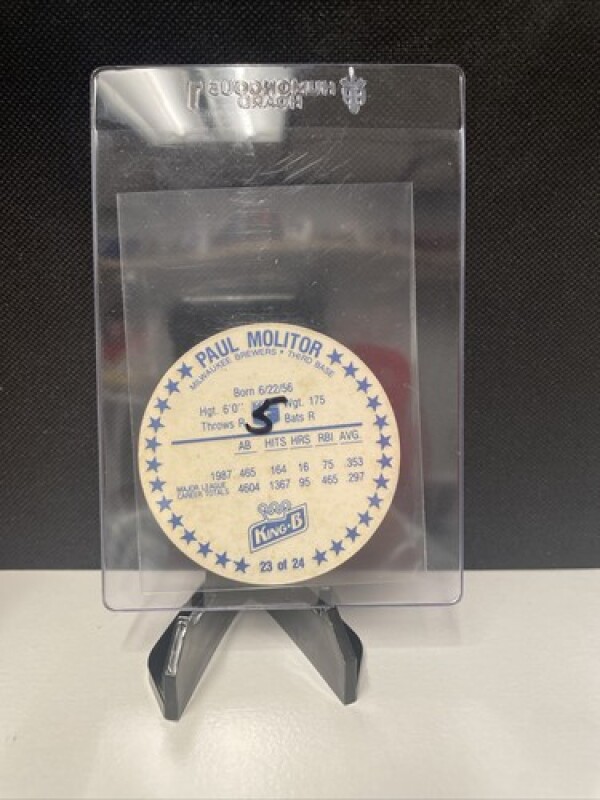 HUMONGOUS
HOARD
PAUL MOLITOR
MILWAUKEE BREWERS • THIRD BASE
Born 6/22/56
Hgt. 6'0" Wgt. 175
Throws R Bats R
5
AB HITS HRS RBI AVG.
1987 465 164 16 75 .353
MAJOR LEAGUE
CAREER TOTALS 4604 1367 95 465 .297
KING-B
23 of 24